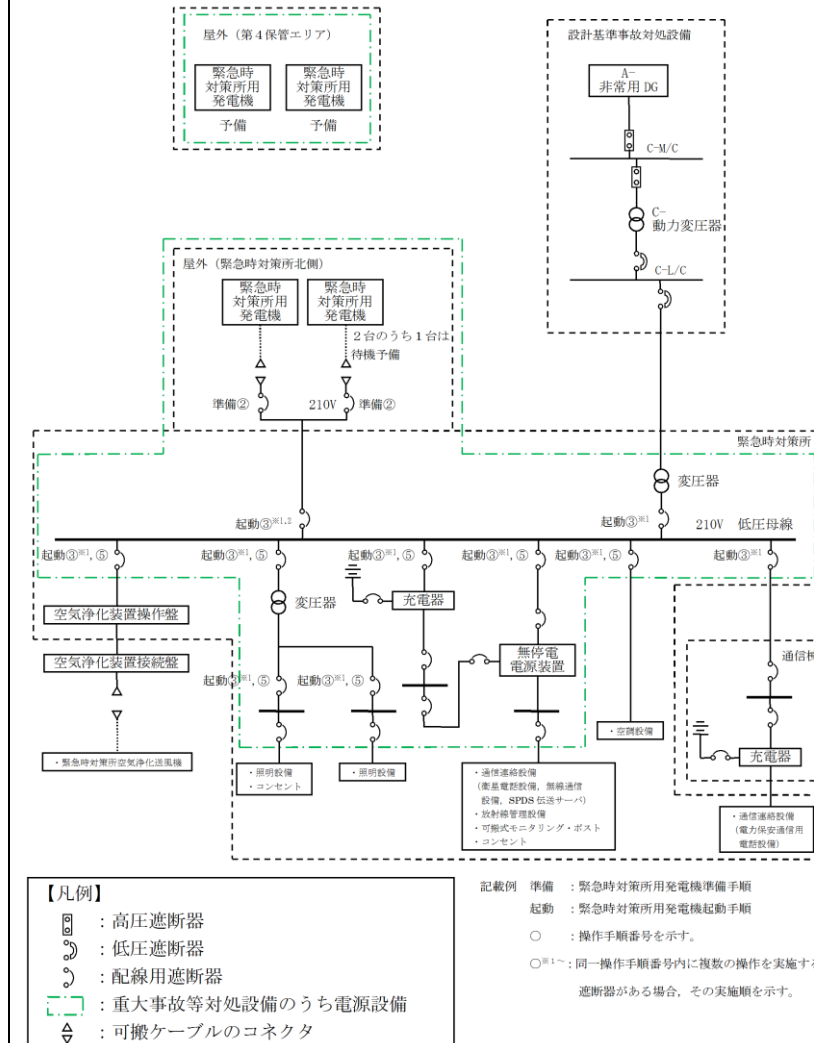 屋外（第４保管エリア）
緊急時
対策所用
発電機
緊急時
対策所用
発電機
予備
予備
設計基準事故対処設備
A-
非常用 DG
C-M/C
C-
動力変圧器
C-L/C
屋外（緊急時対策所北側）
緊急時
対策所用
発電機
緊急時
対策所用
発電機
２台のうち１台は
待機予備
準備②
210V
準備②
緊急時対策所
変圧器
起動③※1,2
起動③※1
210V 低圧母線
起動③※1, ⑤
起動③※1, ⑤
起動③※1, ⑤
起動③※1, ⑤
起動③※1, ⑤
起動③※1
変圧器
充電器
空気浄化装置操作盤
無停電
電源装置
空気浄化装置接続盤
通信棟
起動③※1, ⑤
起動③※1, ⑤
・空調設備
充電器
・緊急時対策所空気浄化送風機
・照明設備
・コンセント
・照明設備
・通信連絡設備
(衛星電話設備，無線通信
設備，SPDS 伝送サーバ)
・放射線管理設備
・可搬式モニタリング・ポスト
・コンセント
・通信連絡設備
(電力保安通信用
電話設備)
【凡例】
：高圧遮断器
：低圧遮断器
：配線用遮断器
：重大事故等対処設備のうち電源設備
：可搬ケーブルのコネクタ
記載例 準備 ：緊急時対策所用発電機準備手順
起動 ：緊急時対策所用発電機起動手順
○ ：操作手順番号を示す。
○※1～：同一操作手順番号内に複数の操作を実施する
遮断器がある場合，その実施順を示す。